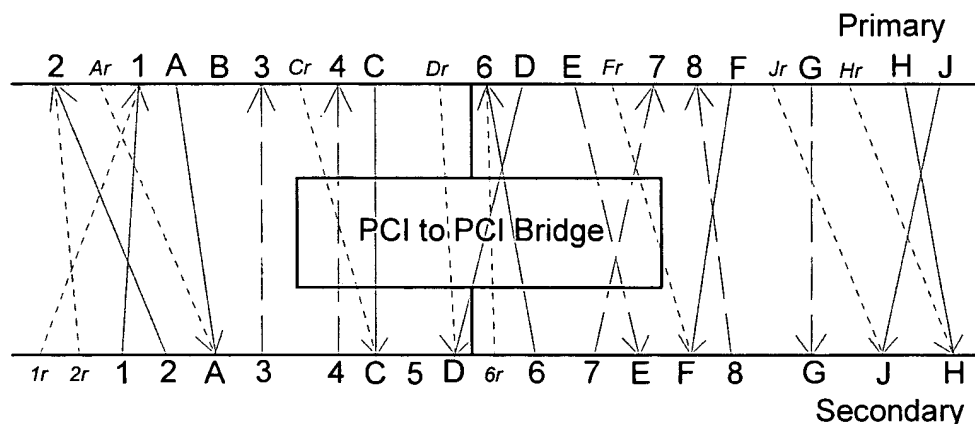 Primary
2 Ar 1 A B 3 Cr 4 C Dr 6 D E Fr 7 8 F Jr G Hr H J
PCI to PCI Bridge
1r 2r 1 2 A 3 4 C 5 D 6r 6 7 E F 8 G J H
Secondary